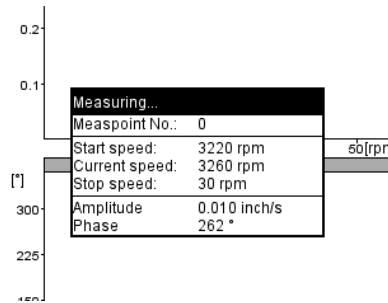 0.2
0.1
Measuring...
Measpoint No.: 0
Start speed: 3220 rpm
50[rpm
Current speed: 3260 rpm
[°]
Stop speed: 30 rpm
Amplitude 0.010 inch/s
300
Phase 262 °
225
150